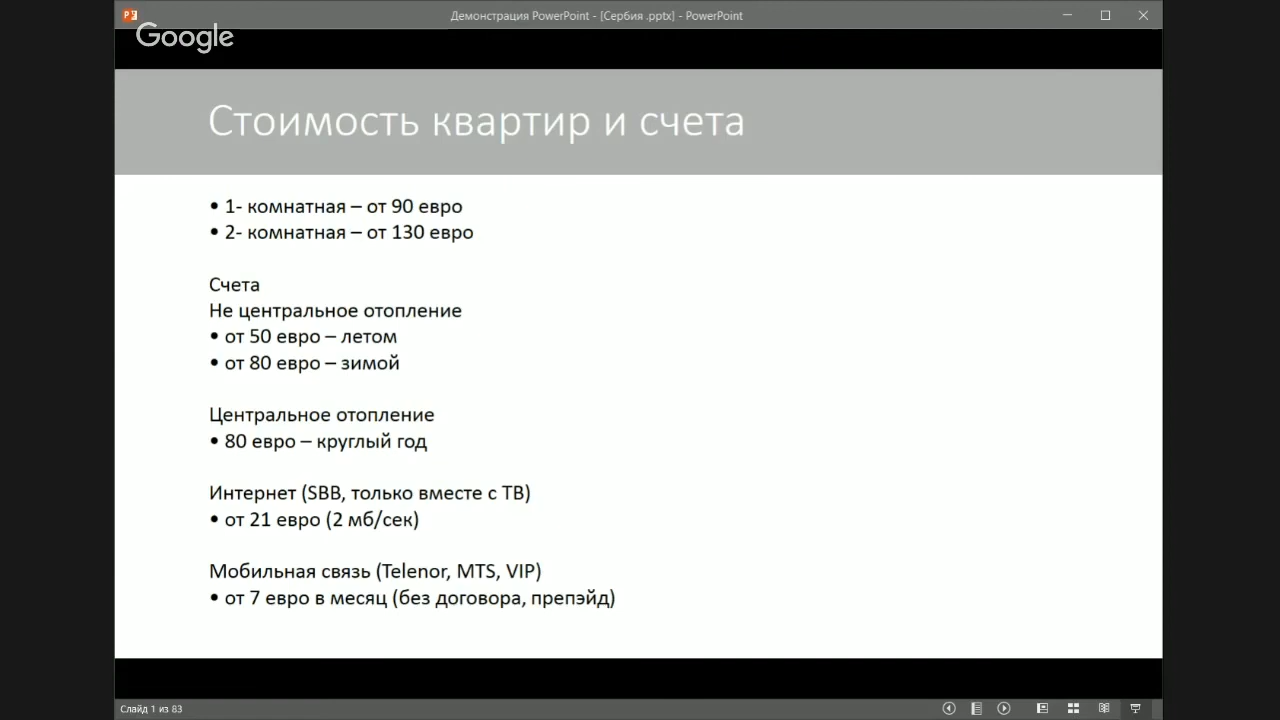 Демонстрация PowerPoint - [Сербия .pptx] - PowerPoint
Google
Стоимость квартир и счета
• 1- комнатная – от 90 евро
• 2- комнатная – от 130 евро
Счета
Не центральное отопление
• от 50 евро – летом
• от 80 евро – зимой
Центральное отопление
• 80 евро – круглый год
Интернет (SBB, только вместе с ТВ)
• от 21 евро (2 мб/сек)
Мобильная связь (Telenor, MTS, VIP)
• от 7 евро в месяц (без договора, препэйд)
Слайд 1 из 83